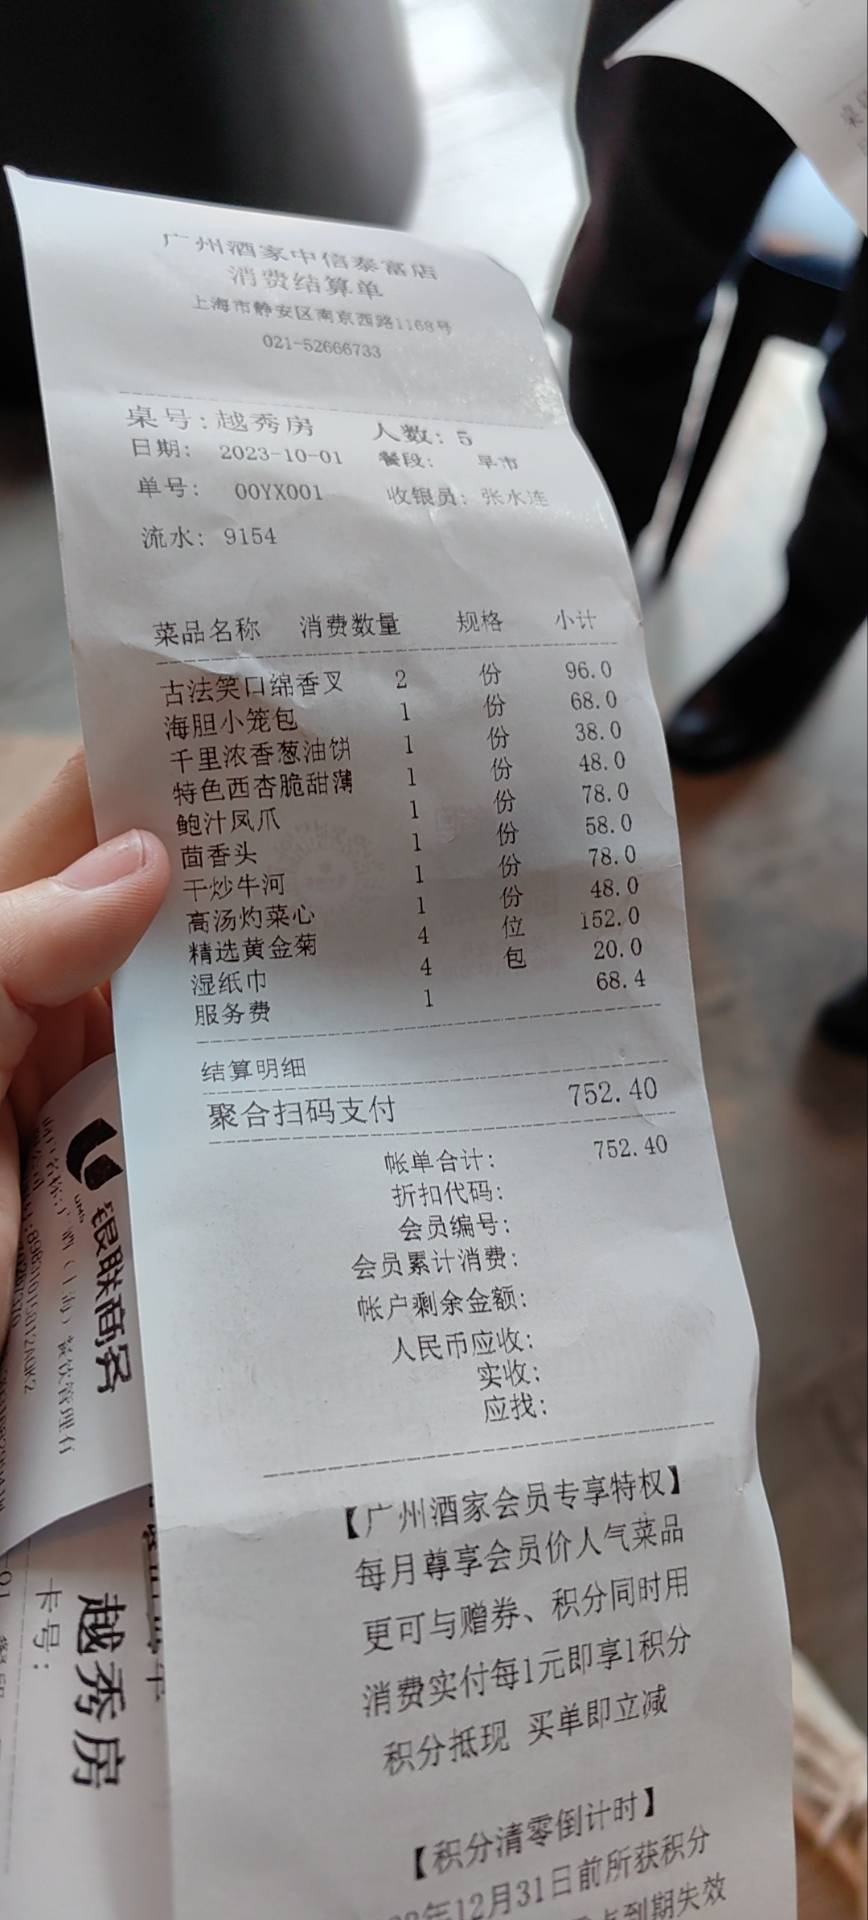 广州酒家中信泰富店
消费结算单
上海市静安区南京西路1168号
021-52666733
桌号:越秀房 人数: 5
日期: 2023-10-01 餐段: 早市
单号: 00YX001 收银员: 张水连
流水: 9154
菜品名称 消费数量 规格 小计
古法笑口绵香叉 2 份 96.0
海胆小笼包 1 份 68.0
千里浓香葱油饼 1 份 38.0
特色西杏脆甜薄 1 份 48.0
鲍汁凤爪 1 份 78.0
茴香头 1 份 58.0
干炒牛河 1 份 78.0
高汤灼菜心 1 份 48.0
精选黄金菊 4 位 152.0
湿纸巾 4 包 20.0
服务费 1 68.4
结算明细
聚合扫码支付 752.40
帐单合计: 752.40
折扣代码:
会员编号:
会员累计消费:
帐户剩余金额:
人民币应收:
实收:
应找:
【广州酒家会员专享特权】
每月尊享会员价人气菜品
更可与赠券、积分同时用
消费实付每1元即享1积分
积分抵现 买单即立减
【积分清零倒计时】
年12月31日前所获积分
到期失效
银联商务
UMS
餐饮管理有
越秀房
卡号: